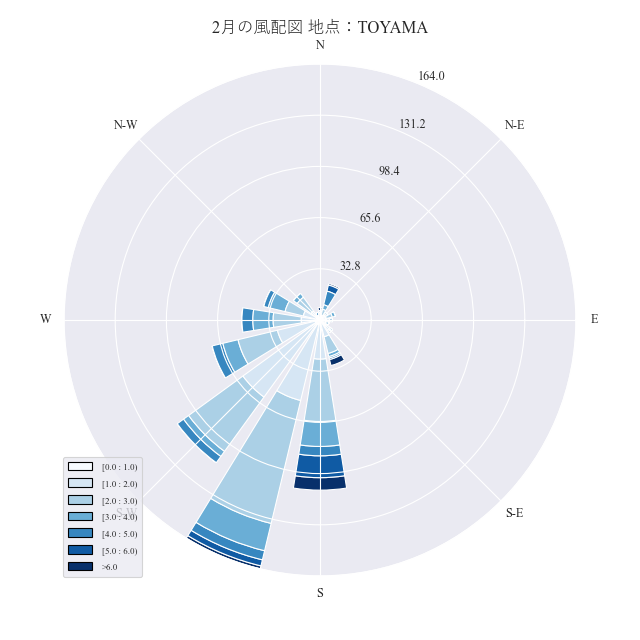 2月の風配図 地点：TOYAMA
N
164.0
N-W
N-E
131.2
98.4
65.6
32.8
W
E
[0.0 : 1.0)
[1.0 : 2.0)
[2.0 : 3.0)
S-W
[3.0 : 4.0)
S-E
[4.0 : 5.0)
[5.0 : 6.0)
>6.0
S